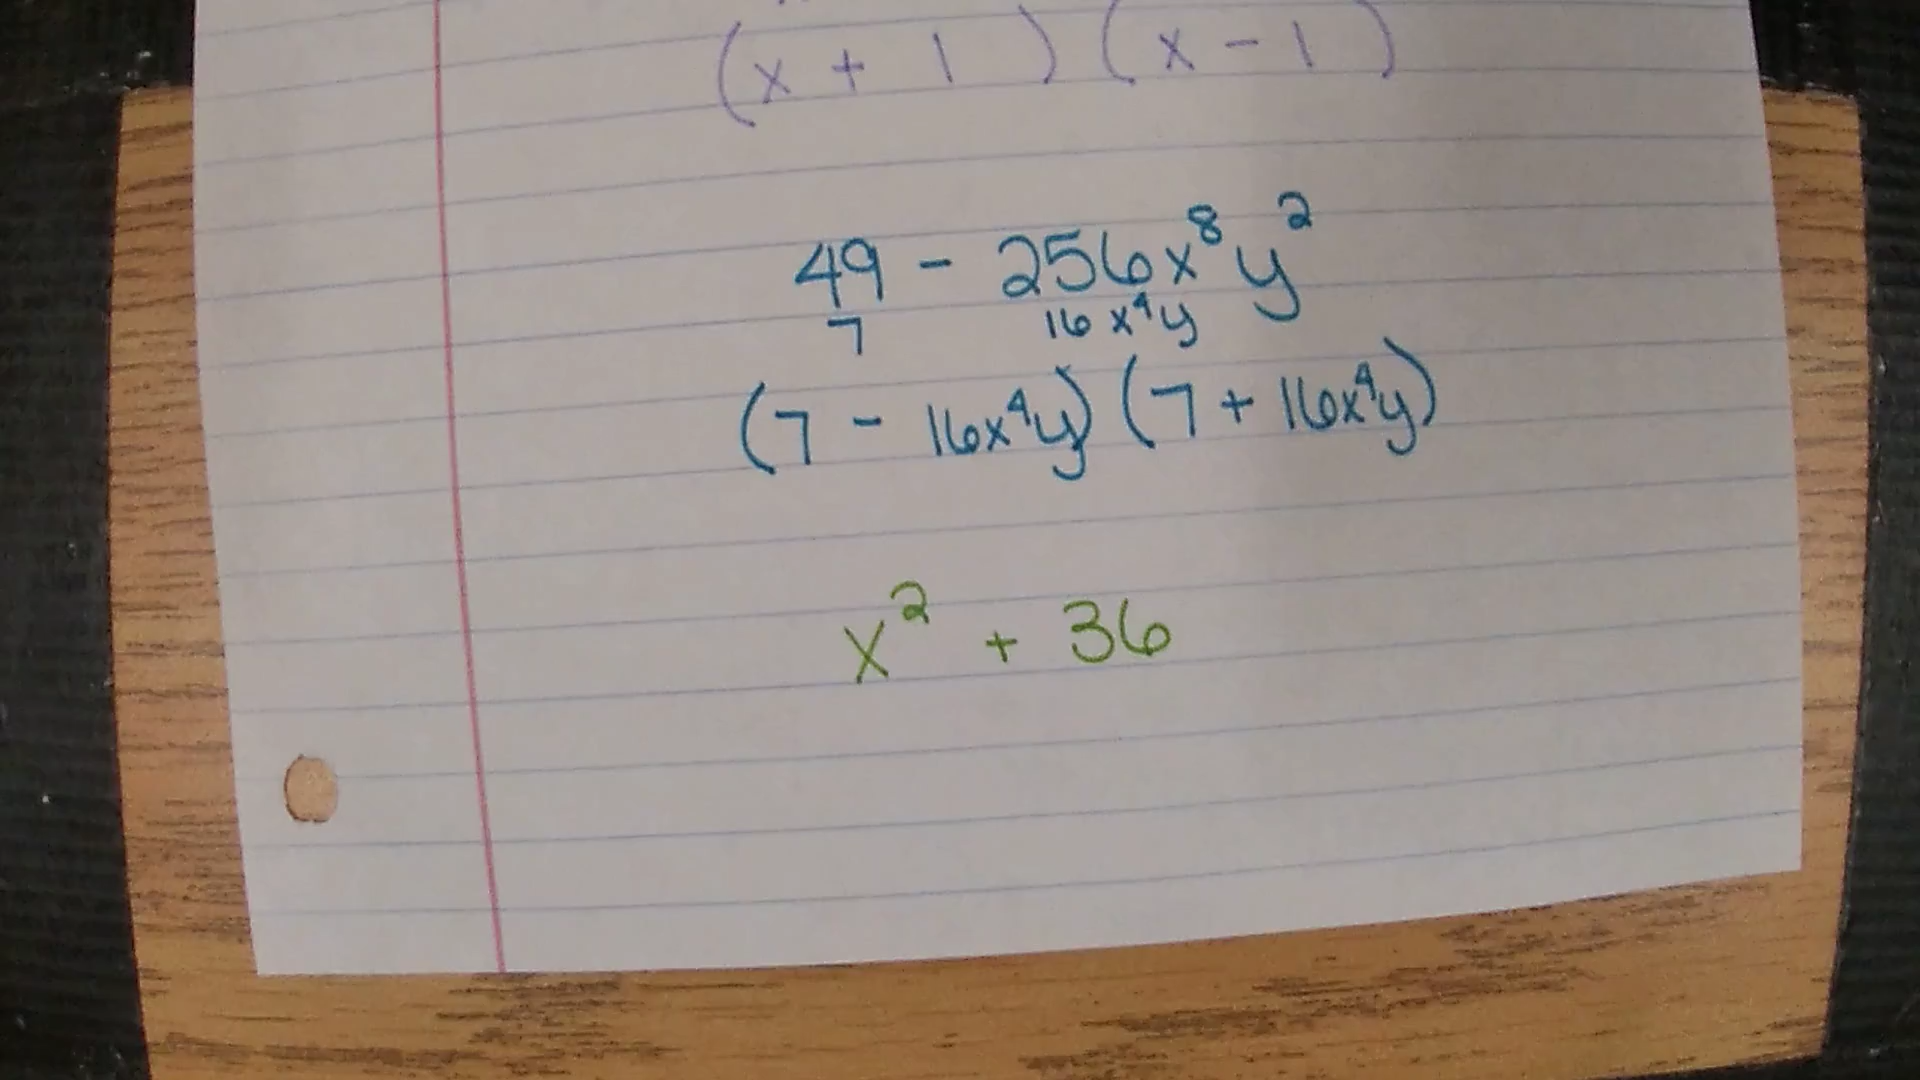 (x + 1) (x - 1)
49 - 256x⁸y²
7 16x⁴y
(7 - 16x⁴y) (7 + 16x⁴y)
x² + 36